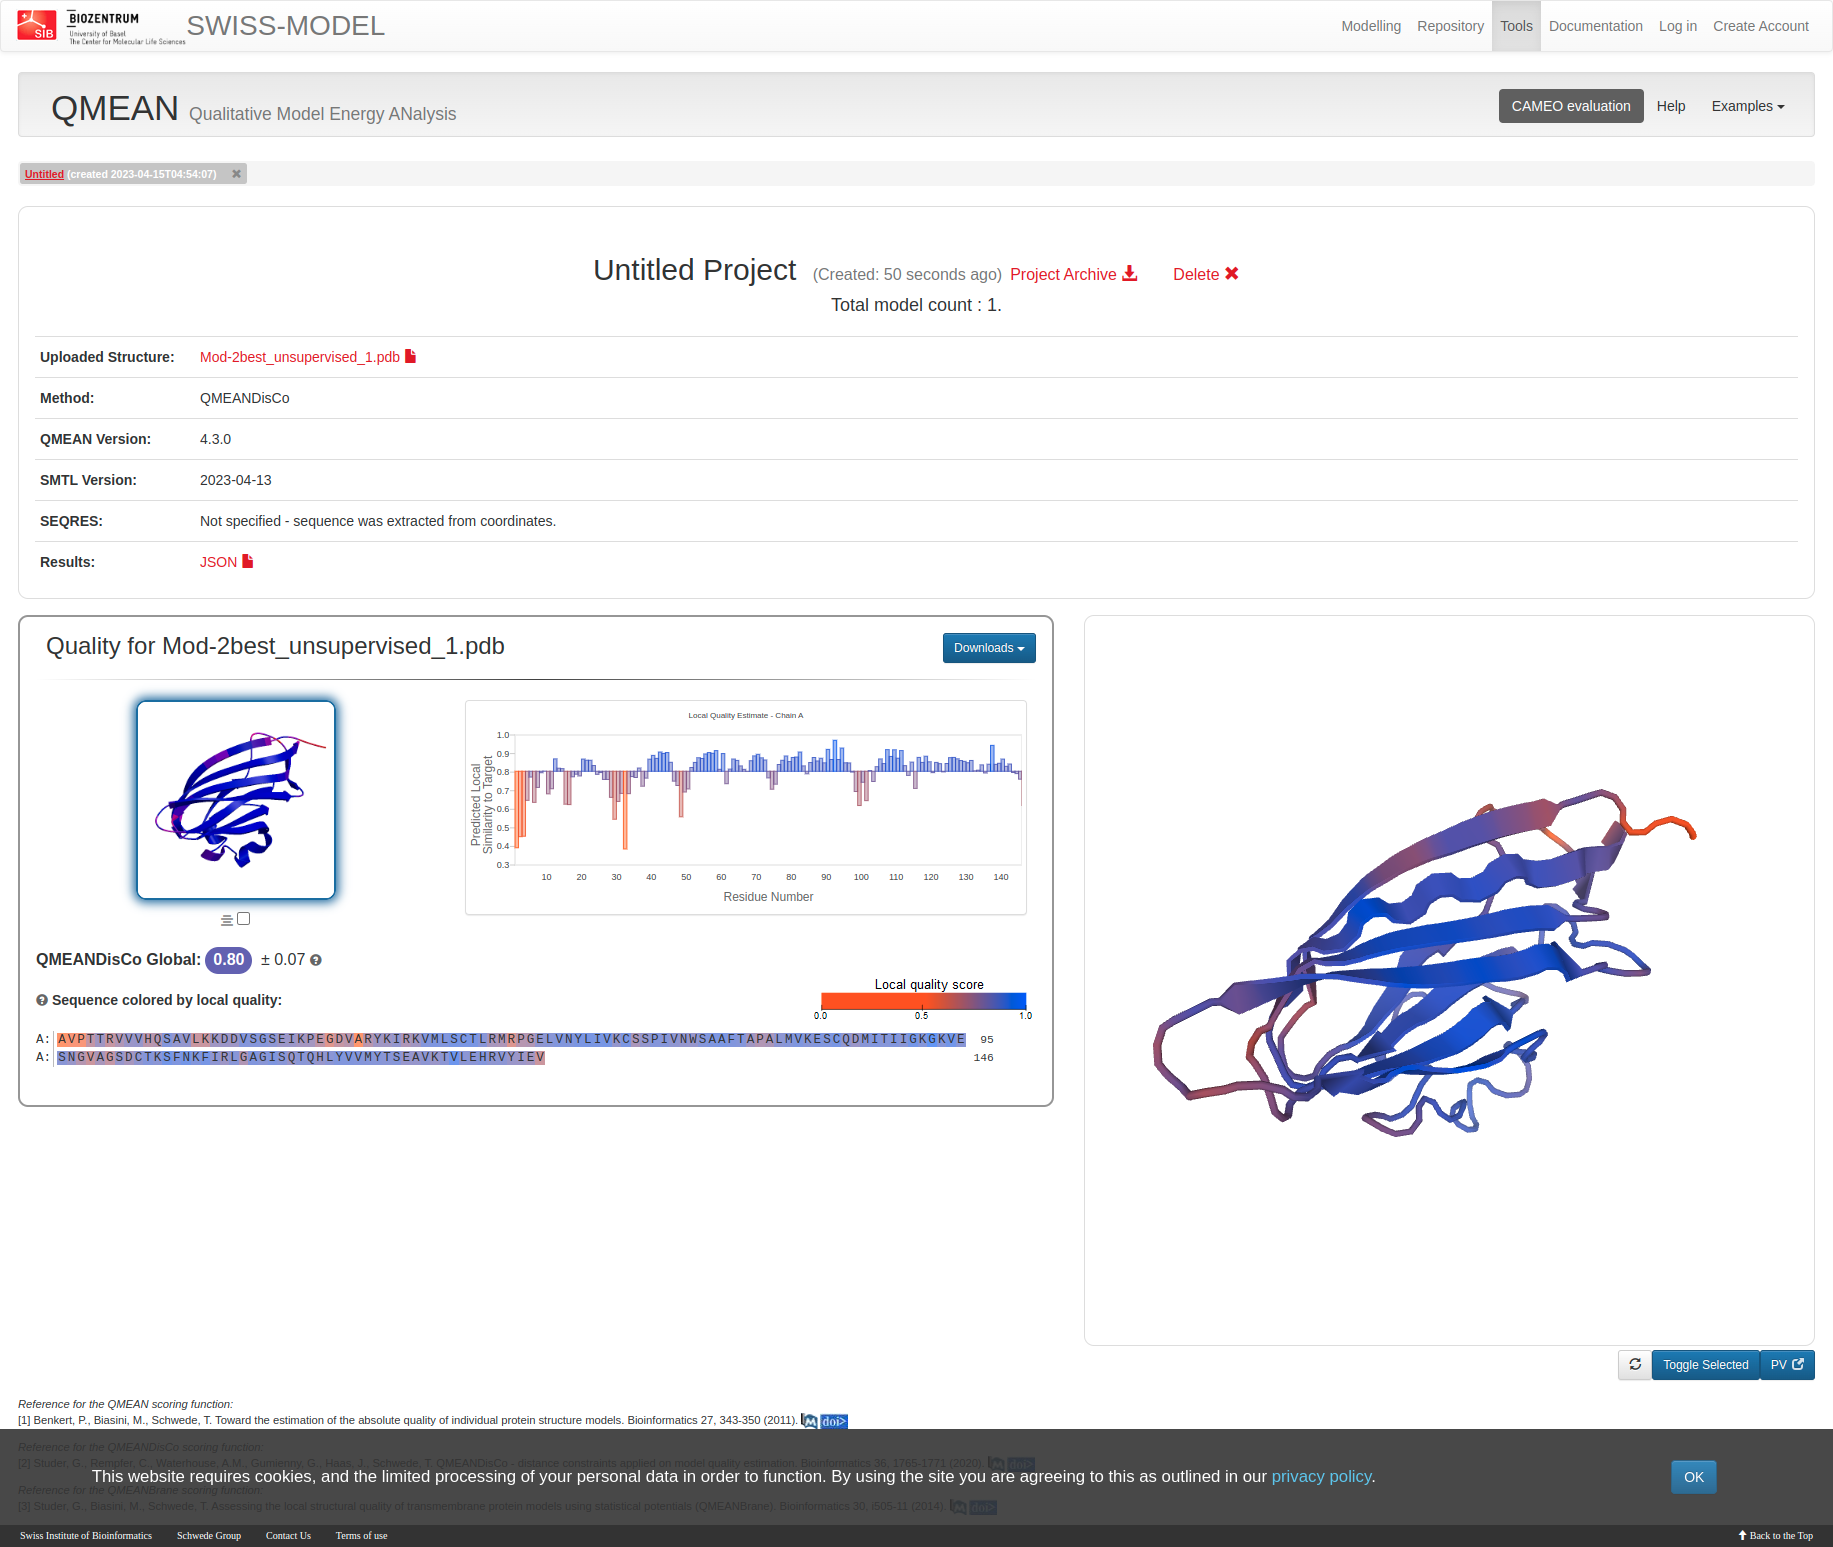 SIB
BIOZENTRUM
University of Basel
The Center for Molecular Life Sciences
SWISS-MODEL
Modelling
Repository
Tools
Documentation
Log in
Create Account
QMEAN Qualitative Model Energy ANalysis
CAMEO evaluation
Help
Examples
Untitled (created 2023-04-15T04:54:07)
Untitled Project (Created: 50 seconds ago) Project Archive Delete
Total model count : 1.
Uploaded Structure: Mod-2best_unsupervised_1.pdb
Method: QMEANDisCo
QMEAN Version: 4.3.0
SMTL Version: 2023-04-13
SEQRES: Not specified - sequence was extracted from coordinates.
Results: JSON
Quality for Mod-2best_unsupervised_1.pdb
Downloads
Local Quality Estimate - Chain A
Predicted Local
Similarity to Target
1.0
0.9
0.8
0.7
0.6
0.5
0.4
0.3
10 20 30 40 50 60 70 80 90 100 110 120 130 140
Residue Number
QMEANDisCo Global: 0.80 ± 0.07
Sequence colored by local quality:
Local quality score
0.0 0.5 1.0
A: AVPTTRVVVHQSAVLKKDDVSGSEIKPEGDVARYKIRKVMLSCTLRMRPGELVNYLIVKCSSPIVNWSAAFTAPALMVKESCQDMITIIGKGKVE 95
A: SNGVAGSDCTKSFNKFIRLGAGISQTQHLYVVMYTSEAVKTVLEHRVYIEV 146
Toggle Selected
PV
Reference for the QMEAN scoring function:
[1] Benkert, P., Biasini, M., Schwede, T. Toward the estimation of the absolute quality of individual protein structure models. Bioinformatics 27, 343-350 (2011). M doi>
Reference for the QMEANDisCo scoring function:
[2] Studer, G., Rempfer, C., Waterhouse, A.M., Gumienny, G., Haas, J., Schwede, T. QMEANDisCo - distance constraints applied on model quality estimation. Bioinformatics 36, 1765-1771 (2020). M doi>
This website requires cookies, and the limited processing of your personal data in order to function. By using the site you are agreeing to this as outlined in our privacy policy.
OK
Reference for the QMEANBrane scoring function:
[3] Studer, G., Biasini, M., Schwede, T. Assessing the local structural quality of transmembrane protein models using statistical potentials (QMEANBrane). Bioinformatics 30, i505-11 (2014). M doi>
Swiss Institute of Bioinformatics
Schwede Group
Contact Us
Terms of use
Back to the Top